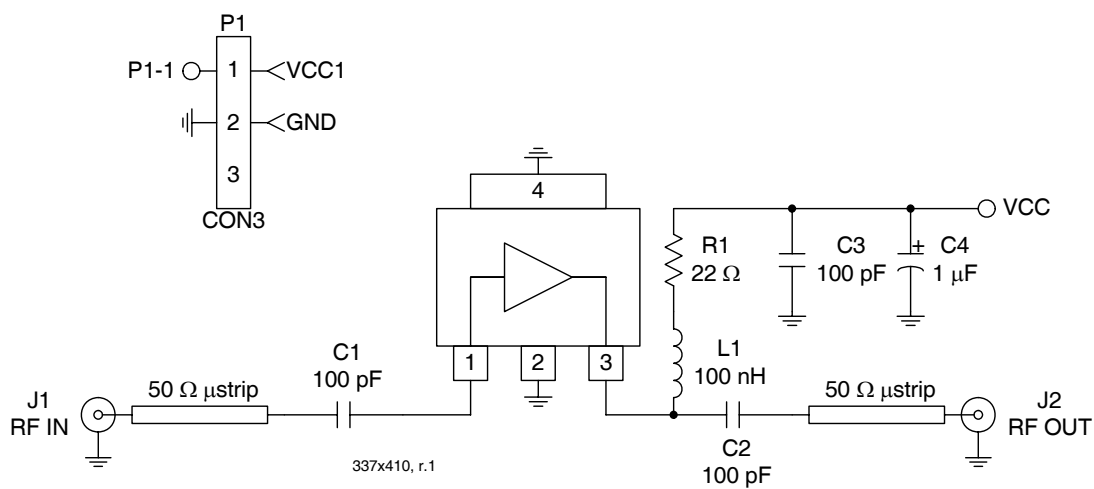 P1
P1-1
1
VCC1
2
GND
3
CON3
4
VCC
R1
22 Ω
C3
100 pF
+
C4
1 µF
1
2
3
L1
100 nH
C1
100 pF
50 Ω µstrip
J1
RF IN
C2
100 pF
50 Ω µstrip
J2
RF OUT
337x410, r.1